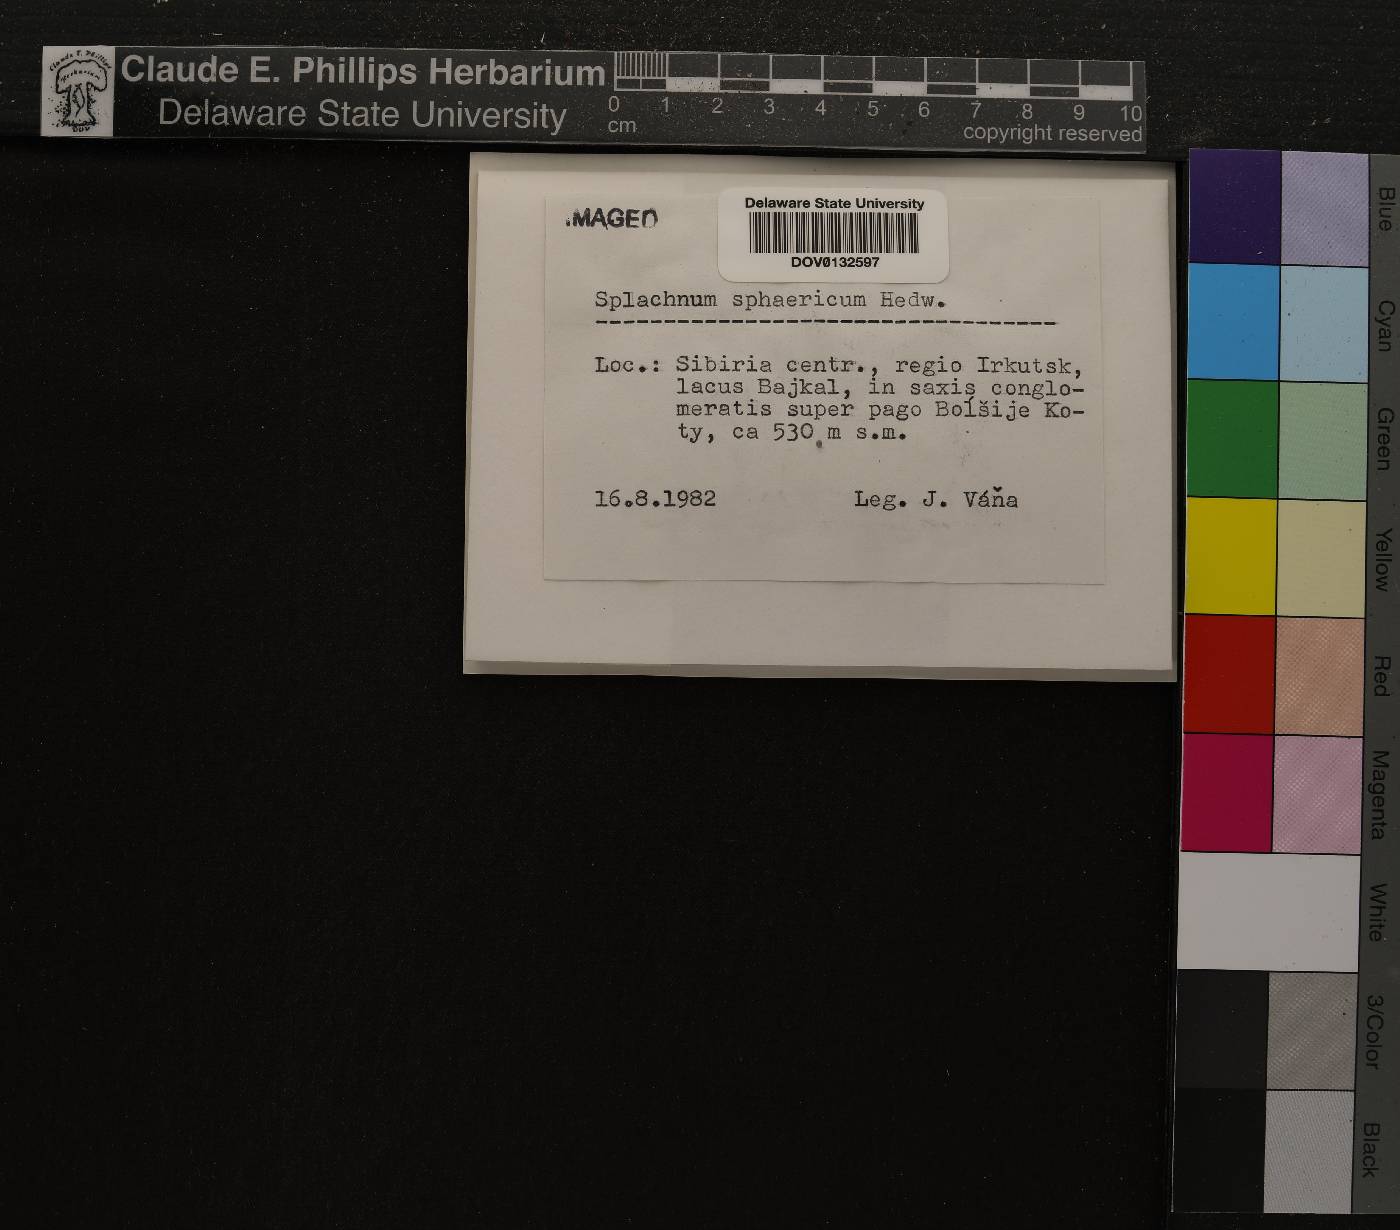 Claude E. Phillips Herbarium
Delaware State University
0 1 2 3 4 5 6 7 8 9 10
cm
copyright reserved
IMAGED
Delaware State University
DOV0132597
Splachnum sphaericum Hedw.
Loc.: Sibiria centr., regio Irkutsk,
lacus Bajkal, in saxis conglo-
meratis super pago Bolšije Ko-
ty, ca 530 m s.m.
16.8.1982 Leg. J. Váňa
Blue
Cyan
Green
Yellow
Red
Magenta
White
3/Color
Black